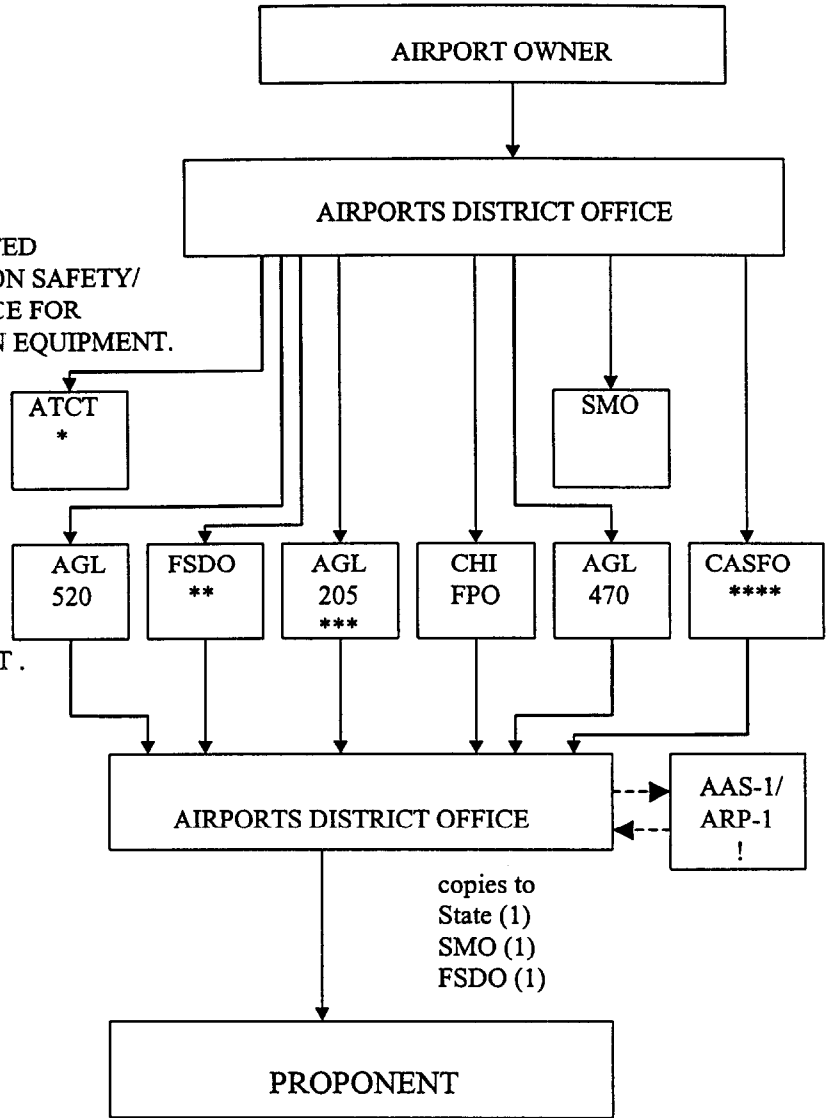 AIRPORT OWNER
AIRPORTS DISTRICT OFFICE
ON SAFETY/
CE FOR
EQUIPMENT.
ATCT
*
SMO
AGL
520
FSDO
**
AGL
205
***
CHI
FPO
AGL
470
CASFO
****
AIRPORTS DISTRICT OFFICE
AAS-1/
ARP-1
!
copies to
State (1)
SMO (1)
FSDO (1)
PROPONENT